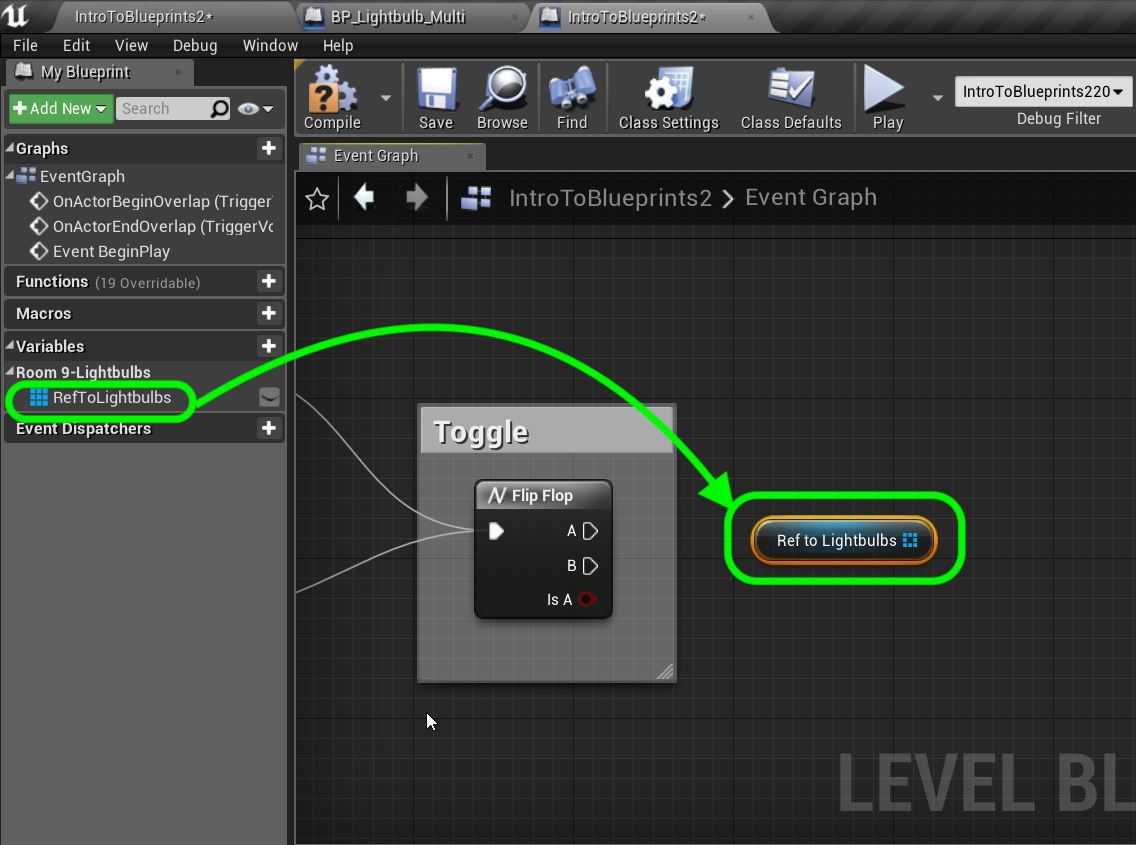 IntroToBlueprints2*
BP_Lightbulb_Multi
IntroToBlueprints2*
File Edit View Debug Window Help
My Blueprint
Add New
Search
Graphs
EventGraph
OnActorBeginOverlap (Trigger
OnActorEndOverlap (TriggerVo
Event BeginPlay
Functions (19 Overridable)
Macros
Variables
Room 9-Lightbulbs
RefToLightbulbs
Event Dispatchers
Compile
Save
Browse
Find
Class Settings
Class Defaults
Play
IntroToBlueprints220
Debug Filter
Event Graph
IntroToBlueprints2 > Event Graph
Toggle
Flip Flop
A
B
Is A
Ref to Lightbulbs
LEVEL BL